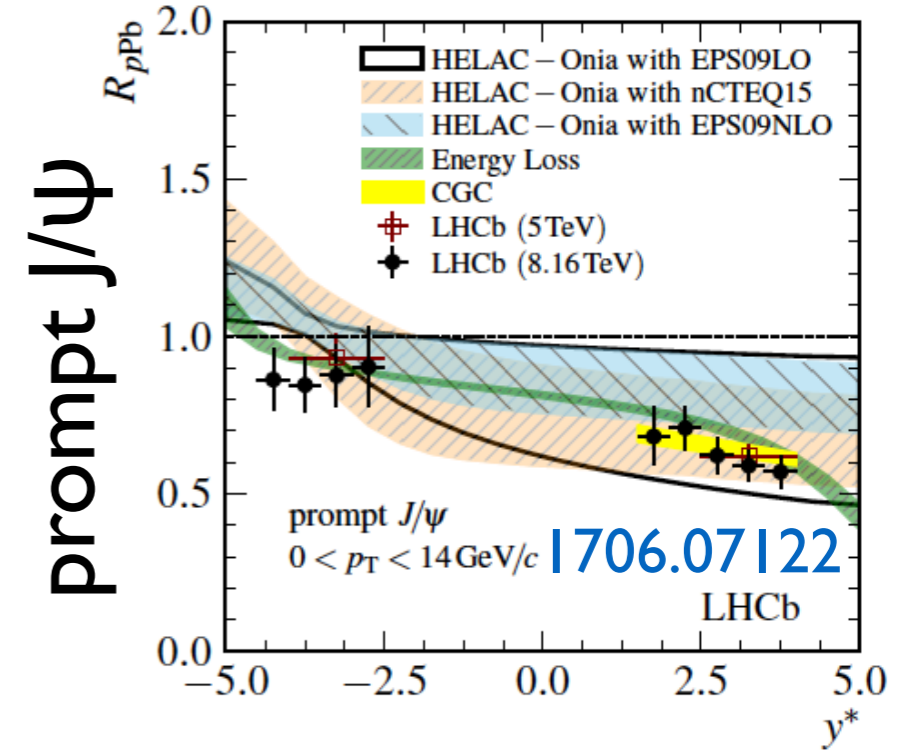 prompt J/ψ
R_pPb
2.0
1.5
1.0
0.5
0.0
HELAC − Onia with EPS09LO
HELAC − Onia with nCTEQ15
HELAC − Onia with EPS09NLO
Energy Loss
CGC
LHCb (5 TeV)
LHCb (8.16 TeV)
prompt J/ψ
0 < p_T < 14 GeV/c
1706.07122
LHCb
−5.0 −2.5 0.0 2.5 5.0
y*